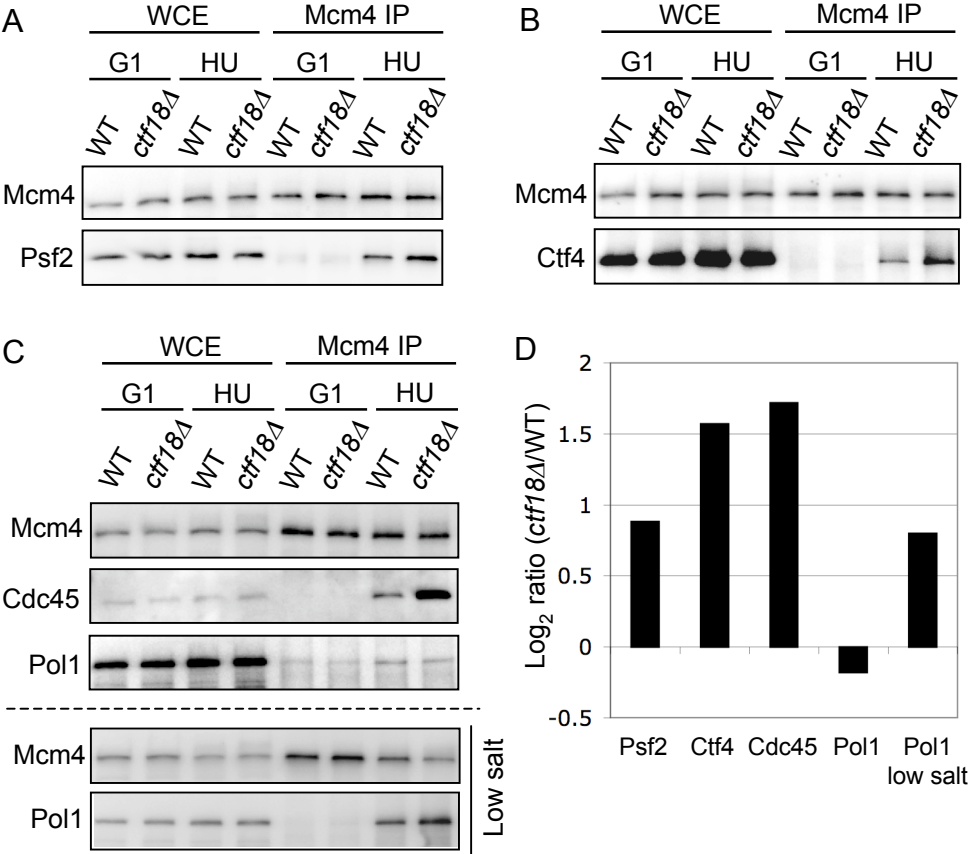 A
WCE
Mcm4 IP
G1
HU
G1
HU
WT
ctf18Δ
WT
ctf18Δ
WT
ctf18Δ
WT
ctf18Δ
Mcm4
Psf2
B
WCE
Mcm4 IP
G1
HU
G1
HU
WT
ctf18Δ
WT
ctf18Δ
WT
ctf18Δ
WT
ctf18Δ
Mcm4
Ctf4
C
WCE
Mcm4 IP
G1
HU
G1
HU
WT
ctf18Δ
WT
ctf18Δ
WT
ctf18Δ
WT
ctf18Δ
Mcm4
Cdc45
Pol1
Mcm4
Pol1
Low salt
D
Log2 ratio (ctf18Δ/WT)
2
1.5
1
0.5
0
-0.5
Psf2
Ctf4
Cdc45
Pol1
Pol1
low salt